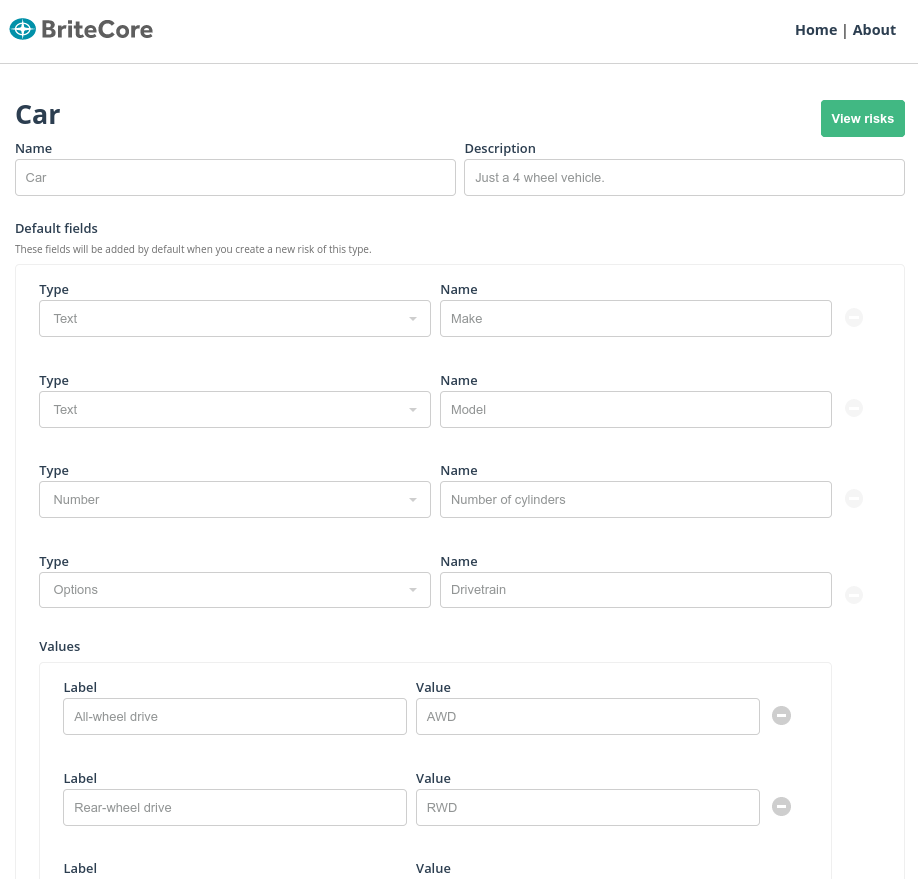 BriteCore
Home | About
Car
View risks
Name
Description
Car
Just a 4 wheel vehicle.
Default fields
These fields will be added by default when you create a new risk of this type.
Type
Name
Text
Make
Type
Name
Text
Model
Type
Name
Number
Number of cylinders
Type
Name
Options
Drivetrain
Values
Label
Value
All-wheel drive
AWD
Label
Value
Rear-wheel drive
RWD
Label
Value